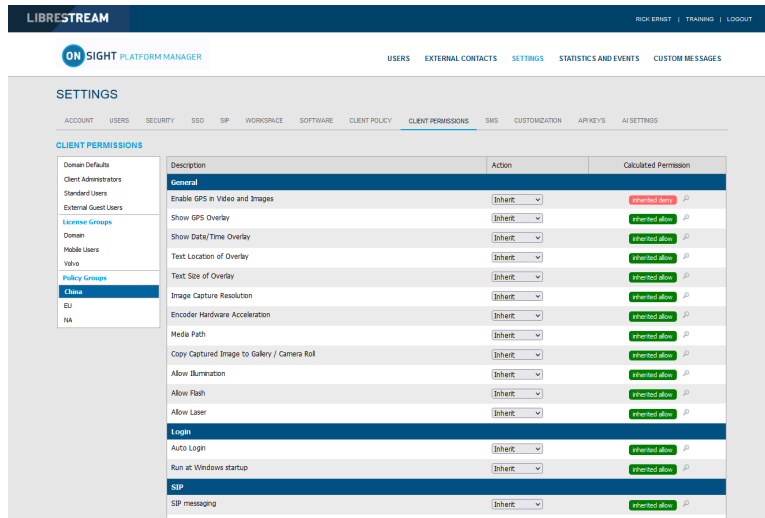 LIBRESTREAM
RICK ERNST | TRAINING | LOGOUT
ON SIGHT PLATFORM MANAGER
USERS EXTERNAL CONTACTS SETTINGS STATISTICS AND EVENTS CUSTOM MESSAGES
SETTINGS
ACCOUNT USERS SECURITY SSO SIP WORKSPACE SOFTWARE CLIENT POLICY CLIENT PERMISSIONS SMS CUSTOMIZATION API KEYS AI SETTINGS
CLIENT PERMISSIONS
Domain Defaults
Client Administrators
Standard Users
External Guest Users
License Groups
Domain
Mobile Users
Volvo
Policy Groups
China
EU
NA
Description Action Calculated Permission
General
Enable GPS in Video and Images Inherit inherited deny
Show GPS Overlay Inherit inherited allow
Show Date/Time Overlay Inherit inherited allow
Text Location of Overlay Inherit inherited allow
Text Size of Overlay Inherit inherited allow
Image Capture Resolution Inherit inherited allow
Encoder Hardware Acceleration Inherit inherited allow
Media Path Inherit inherited allow
Copy Captured Image to Gallery / Camera Roll Inherit inherited allow
Allow Illumination Inherit inherited allow
Allow Flash Inherit inherited allow
Allow Laser Inherit inherited allow
Login
Auto Login Inherit inherited allow
Run at Windows startup Inherit inherited allow
SIP
SIP messaging Inherit inherited allow